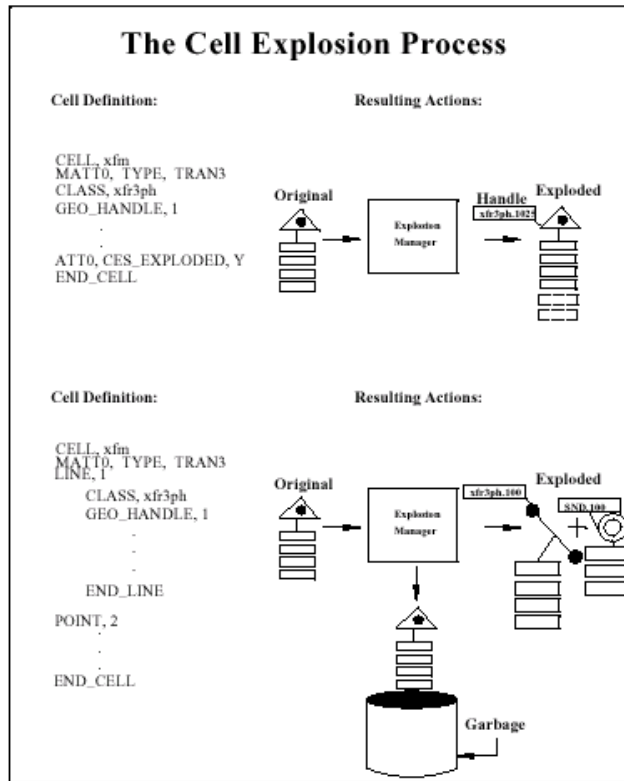 The Cell Explosion Process
Cell Definition:
Resulting Actions:
CELL, xfm
MATT0, TYPE, TRAN3
CLASS, xfr3ph
GEO_HANDLE, 1
.
.
ATT0, CES_EXPLODED, Y
END_CELL
Original
Explosion
Manager
Handle
Exploded
xfr3ph.1025
Cell Definition:
Resulting Actions:
CELL, xfm
MATT0, TYPE, TRAN3
LINE, 1
CLASS, xfr3ph
GEO_HANDLE, 1
.
.
.
END_LINE
POINT, 2
.
.
.
END_CELL
Original
Explosion
Manager
Exploded
xfr3ph.100
SND.100
Garbage